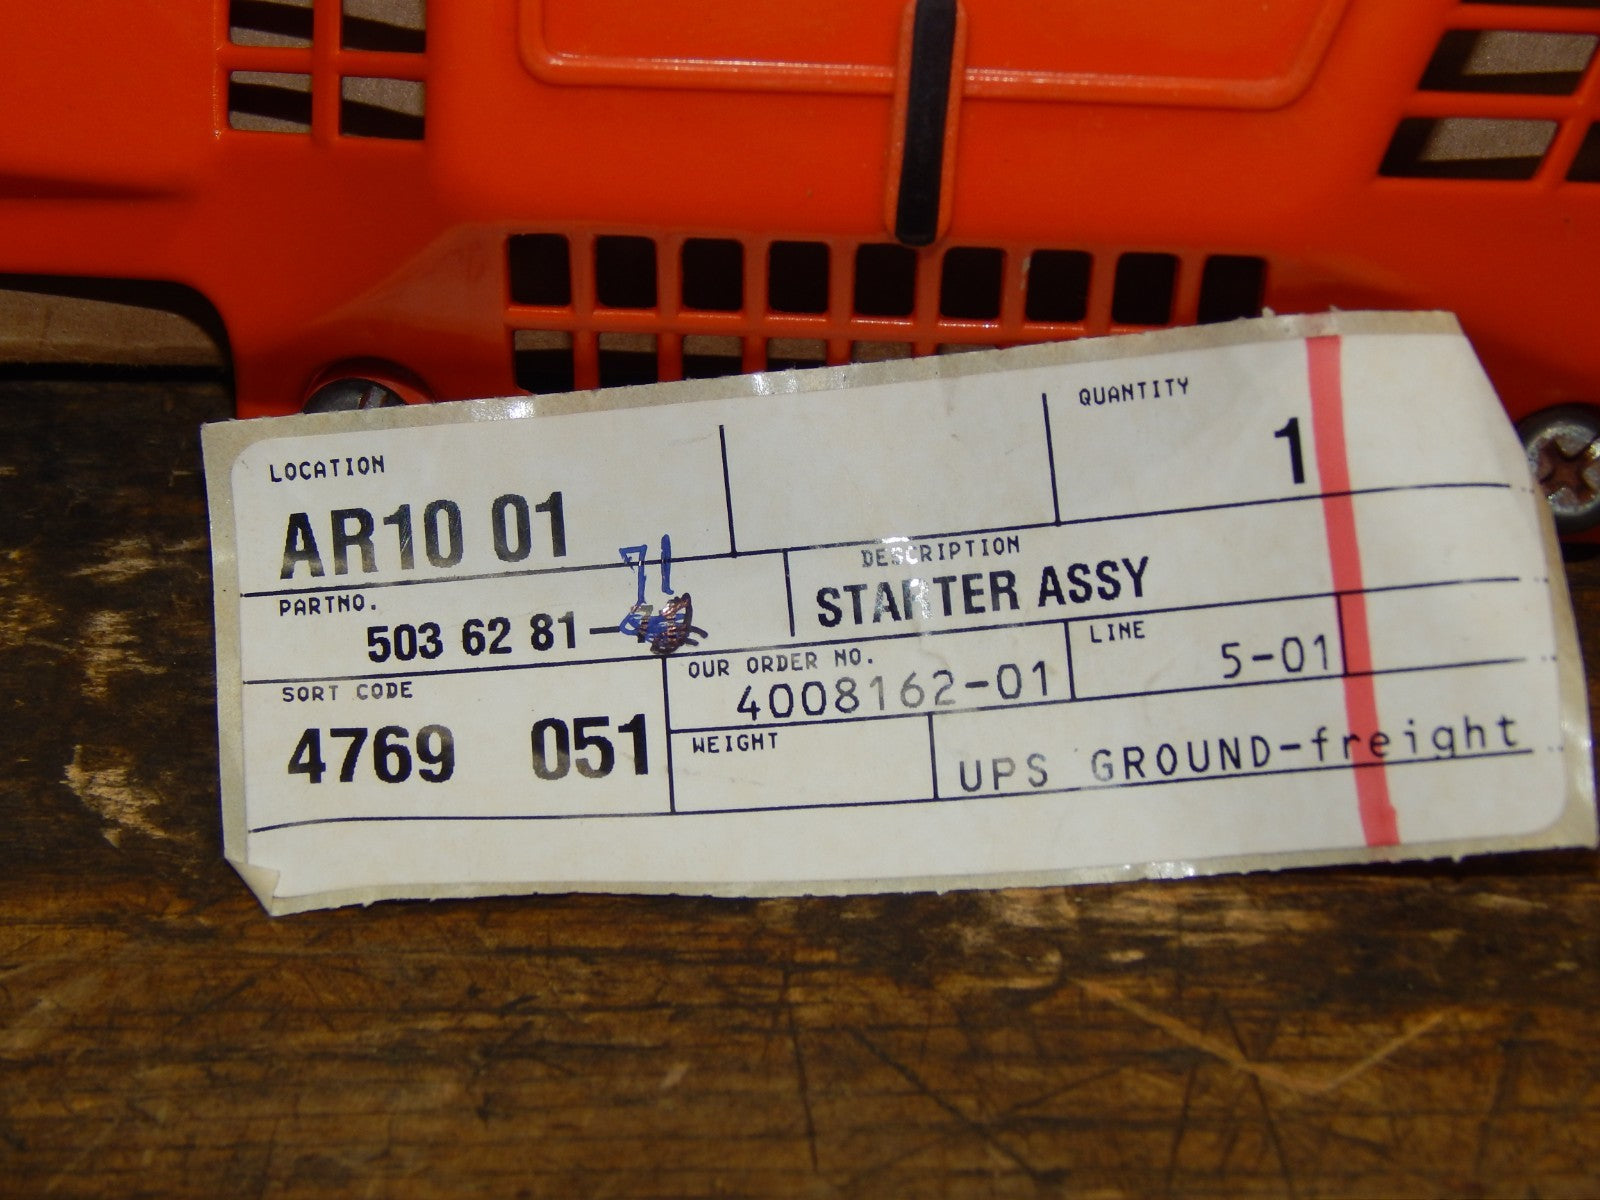 LOCATION
QUANTITY
AR10 01
1
71
PARTNO.
DESCRIPTION
503 62 81-
STARTER ASSY
SORT CODE
OUR ORDER NO.
LINE
4769 051
4008162-01
5-01
WEIGHT
UPS GROUND-freight